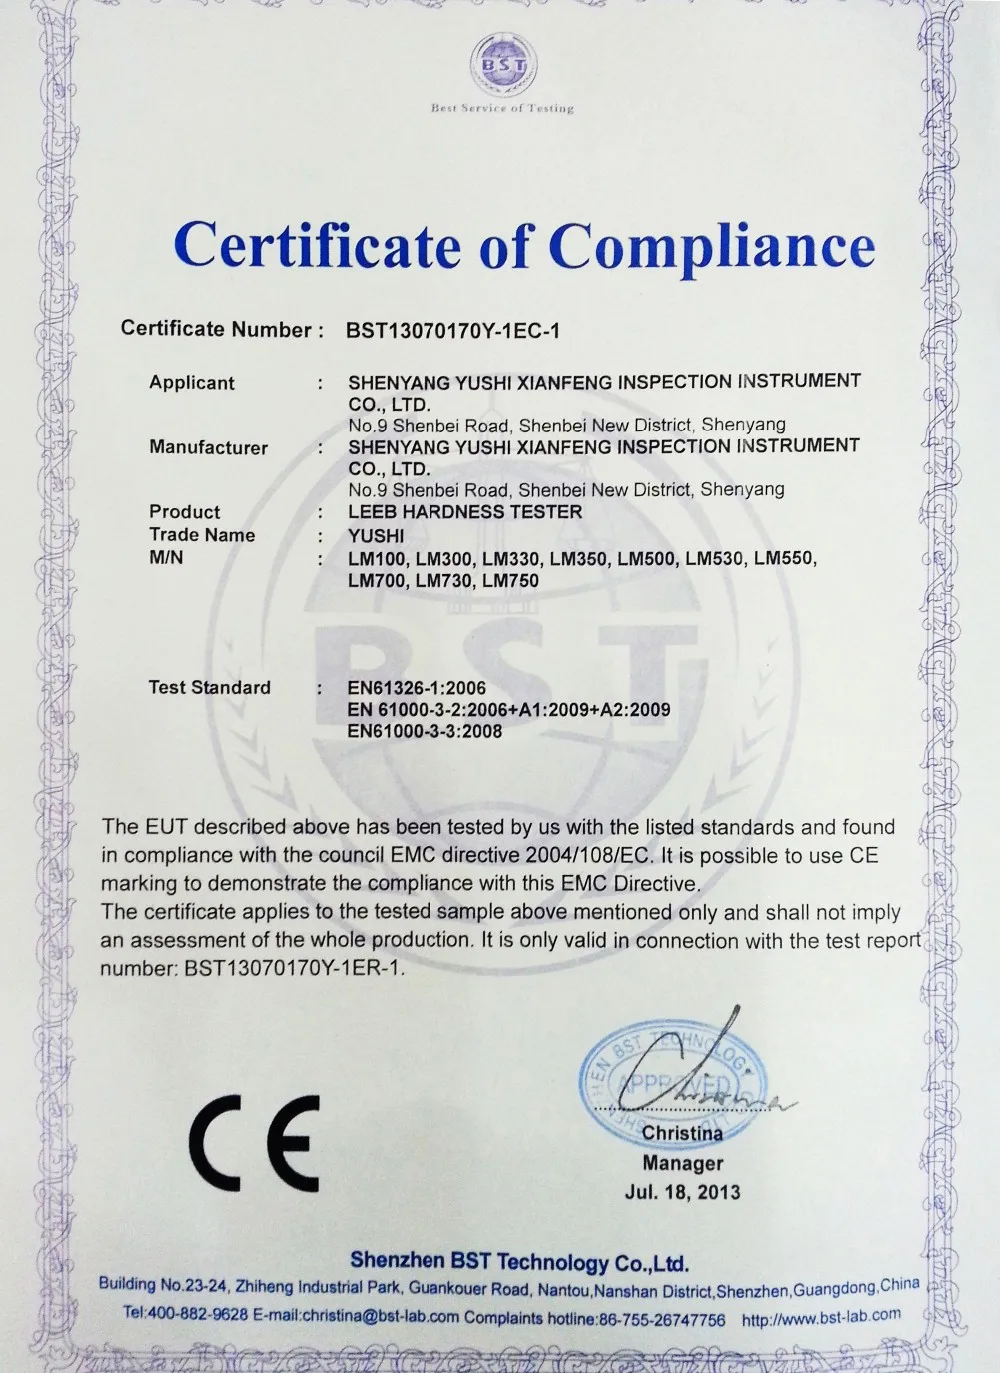 BST
Best Service of Testing
Certificate of Compliance
Certificate Number : BST13070170Y-1EC-1
Applicant : SHENYANG YUSHI XIANFENG INSPECTION INSTRUMENT
CO., LTD.
No.9 Shenbei Road, Shenbei New District, Shenyang
Manufacturer : SHENYANG YUSHI XIANFENG INSPECTION INSTRUMENT
CO., LTD.
No.9 Shenbei Road, Shenbei New District, Shenyang
Product : LEEB HARDNESS TESTER
Trade Name : YUSHI
M/N : LM100, LM300, LM330, LM350, LM500, LM530, LM550,
LM700, LM730, LM750
BST
Test Standard : EN61326-1:2006
EN 61000-3-2:2006+A1:2009+A2:2009
EN61000-3-3:2008
The EUT described above has been tested by us with the listed standards and found
in compliance with the council EMC directive 2004/108/EC. It is possible to use CE
marking to demonstrate the compliance with this EMC Directive.
The certificate applies to the tested sample above mentioned only and shall not imply
an assessment of the whole production. It is only valid in connection with the test report
number: BST13070170Y-1ER-1.
CE
SHENZHEN BST TECHNOLOGY CO., LTD
APPROVED
Christina
Christina
Manager
Jul. 18, 2013
Shenzhen BST Technology Co.,Ltd.
Building No.23-24, Zhiheng Industrial Park, Guankouer Road, Nantou,Nanshan District,Shenzhen,Guangdong,China
Tel:400-882-9628 E-mail:christina@bst-lab.com Complaints hotline:86-755-26747756 http://www.bst-lab.com